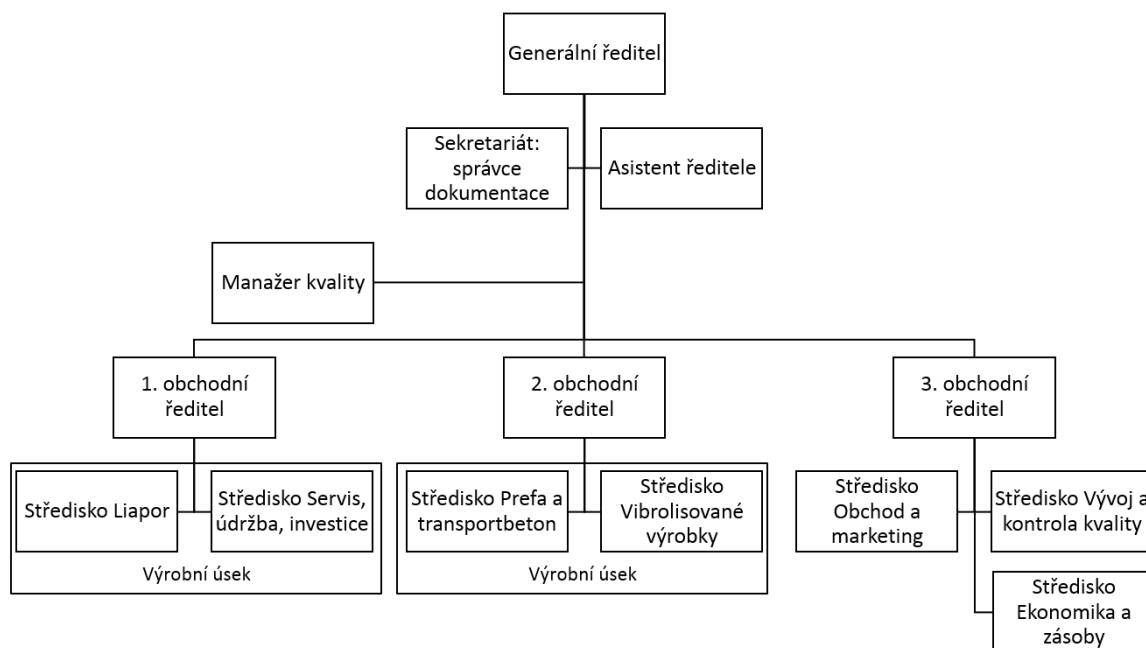 Generální ředitel
Sekretariát:
správce
dokumentace
Asistent ředitele
Manažer kvality
1. obchodní
ředitel
2. obchodní
ředitel
3. obchodní
ředitel
Středisko Liapor
Středisko Servis,
údržba, investice
Výrobní úsek
Středisko Prefa a
transportbeton
Středisko
Vibrolisované
výrobky
Výrobní úsek
Středisko
Obchod a
marketing
Středisko Vývoj a
kontrola kvality
Středisko
Ekonomika a
zásoby